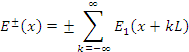 E^{\pm}(x) = \pm \sum_{k=-\infty}^{\infty} E_1(x + kL)